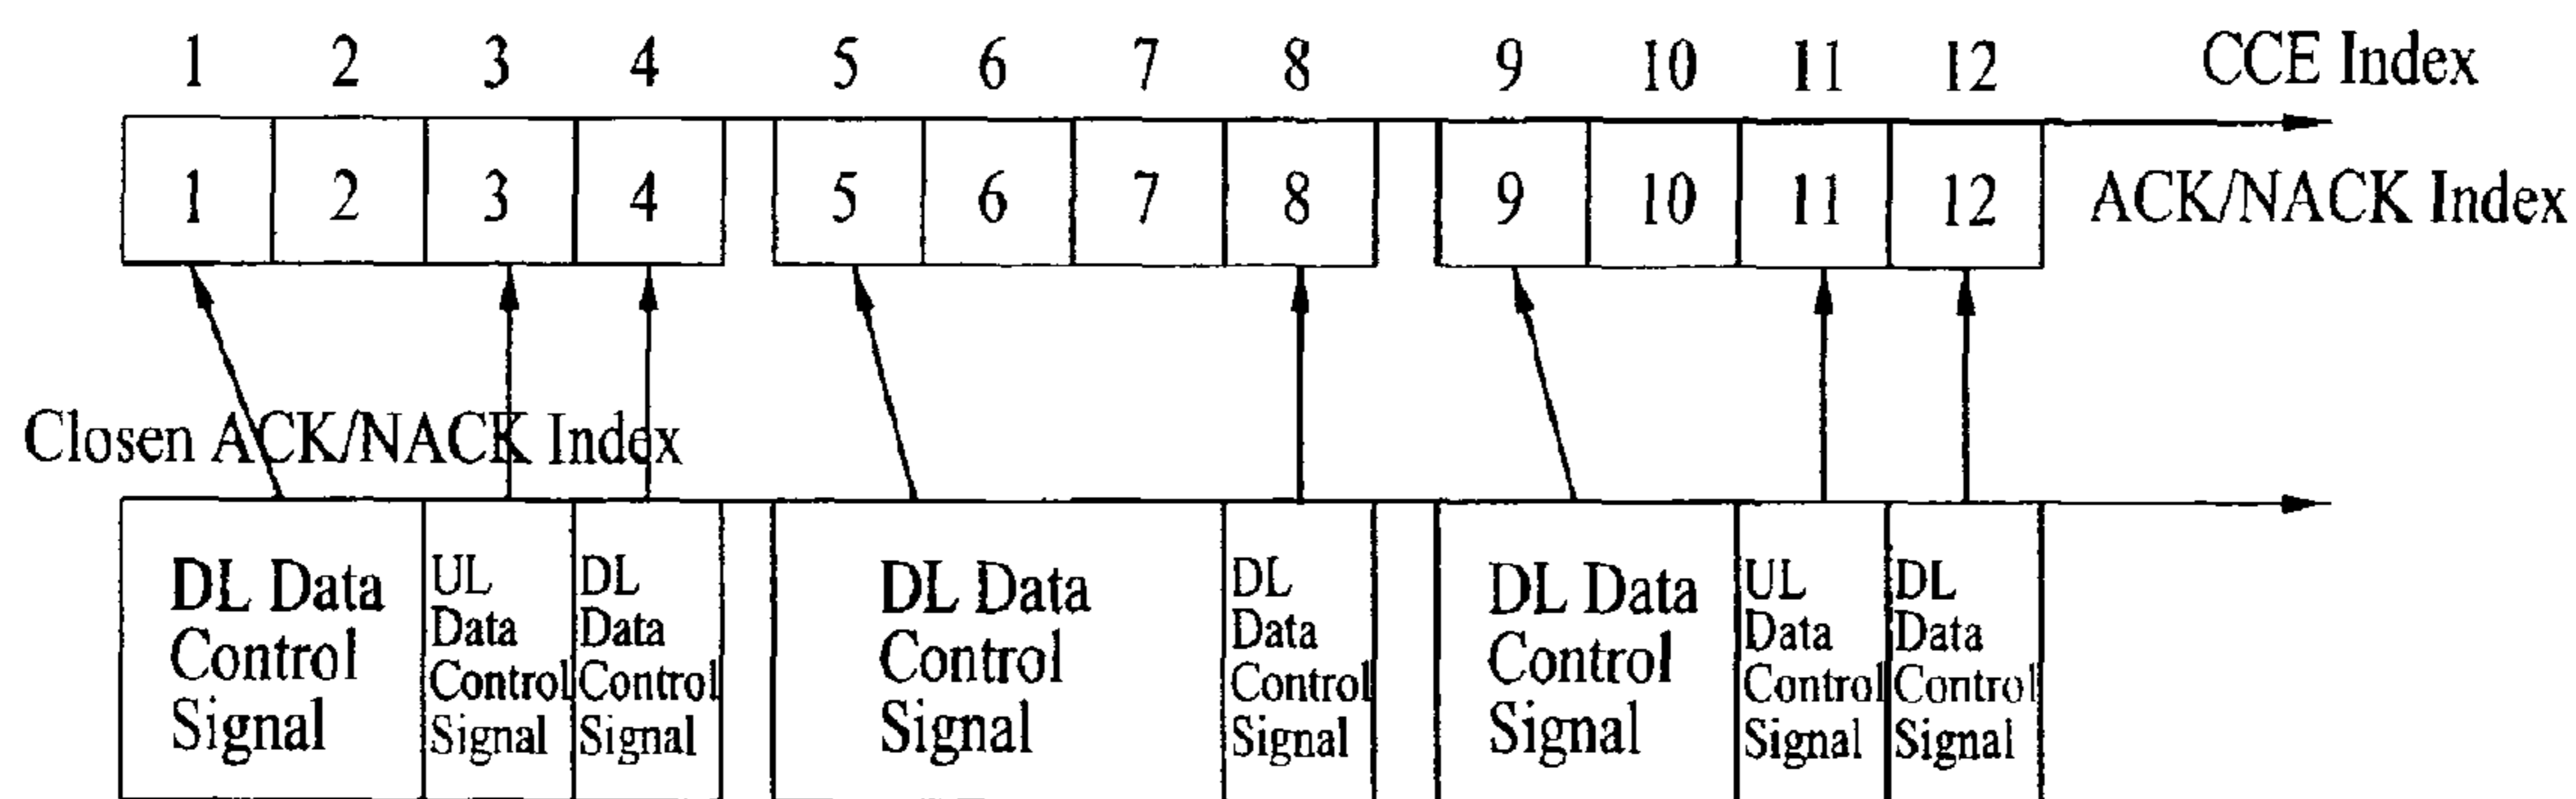 1 2 3 4 5 6 7 8 9 10 11 12 CCE Index
1 2 3 4 5 6 7 8 9 10 11 12 ACK/NACK Index
Closen ACK/NACK Index
DL Data
Control
Signal
UL
Data
Control
Signal
DL
Data
Control
Signal
DL Data
Control
Signal
DL
Data
Control
Signal
DL Data
Control
Signal
UL
Data
Control
Signal
DL
Data
Control
Signal